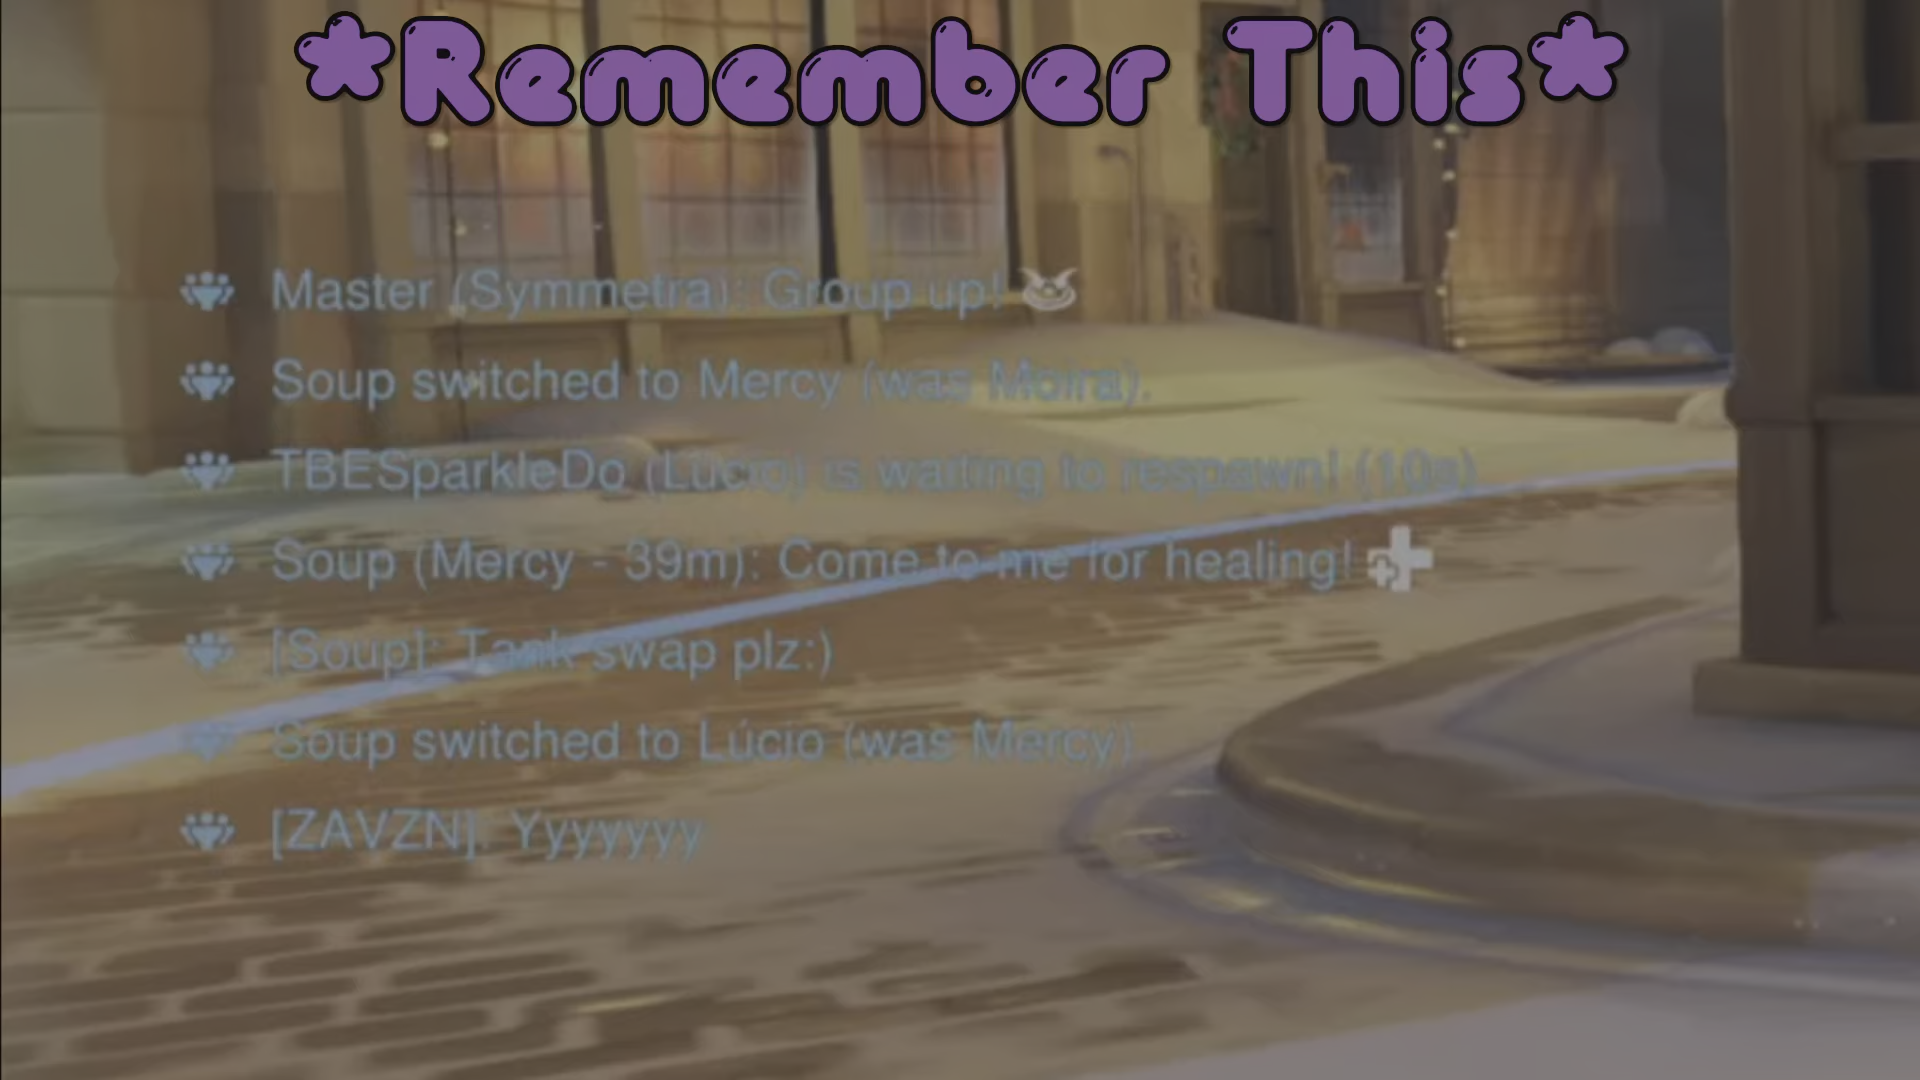 *Remember This*
Master (Symmetra): Group up!
Soup switched to Mercy (was Moira).
TBESparkleDo (Lúcio) is waiting to respawn! (10s)
Soup (Mercy - 39m): Come to me for healing!
[Soup]: Tank swap plz:)
Soup switched to Lúcio (was Mercy).
[ZAVZN]: Yyyyyyy